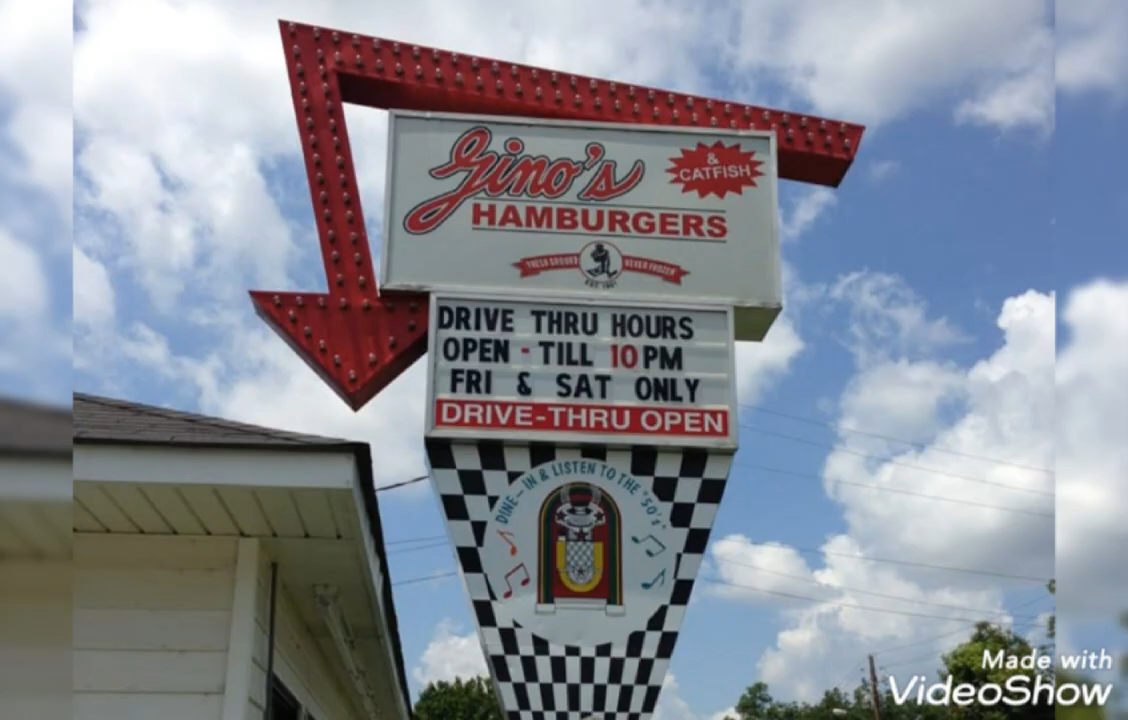 Gino's
& CATFISH
HAMBURGERS
FRESH GROUND NEVER FROZEN
DRIVE THRU HOURS
OPEN - TILL 10 PM
FRI & SAT ONLY
DRIVE-THRU OPEN
DINE-IN & LISTEN TO THE "50's"
Made with
VideoShow